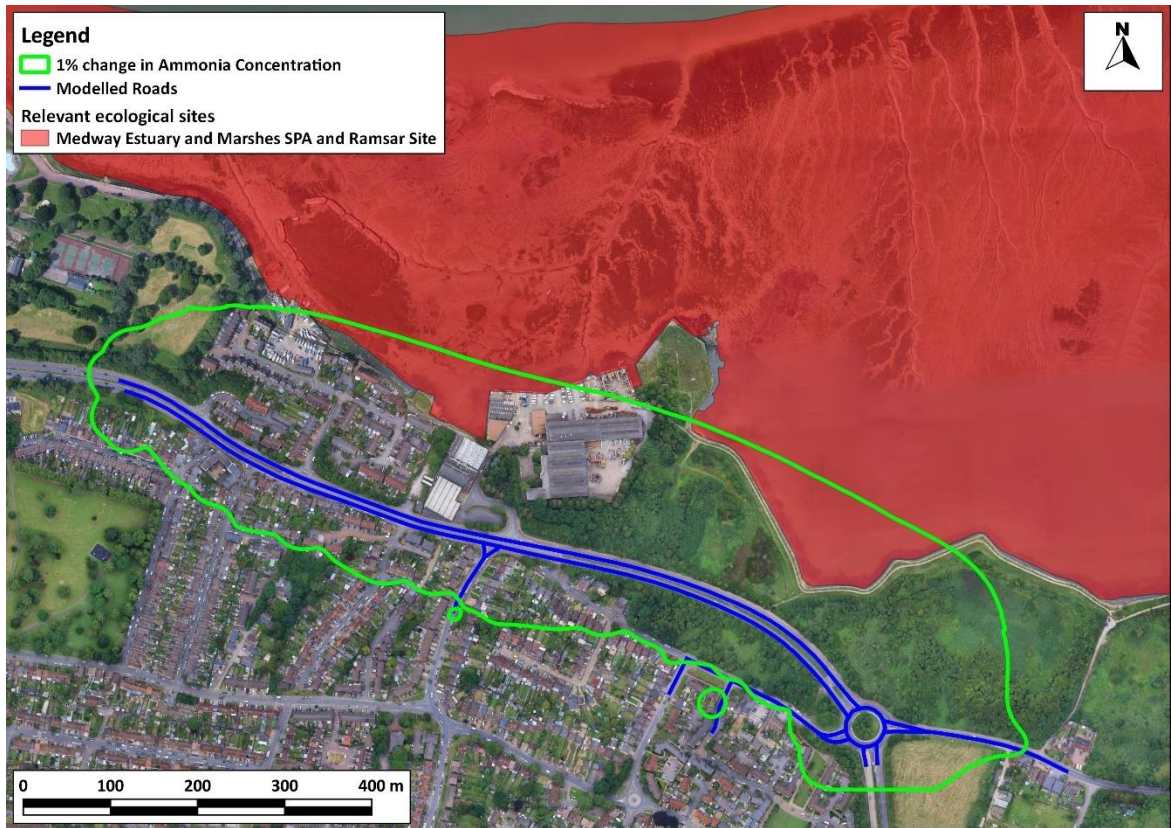 Legend
1% change in Ammonia Concentration
Modelled Roads
Relevant ecological sites
Medway Estuary and Marshes SPA and Ramsar Site
N
0 100 200 300 400 m